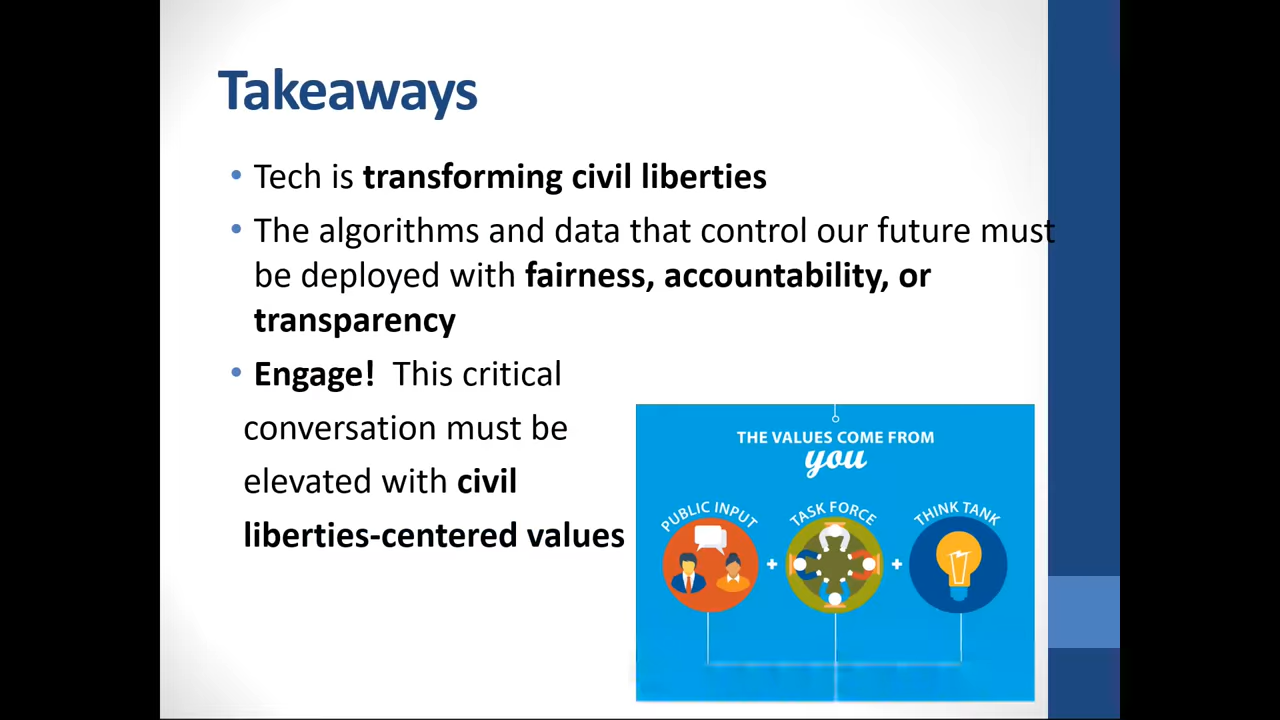 Takeaways
• Tech is transforming civil liberties
• The algorithms and data that control our future must
be deployed with fairness, accountability, or
transparency
• Engage!  This critical
conversation must be
elevated with civil
liberties-centered values
THE VALUES COME FROM
you
PUBLIC INPUT
+
TASK FORCE
+
THINK TANK